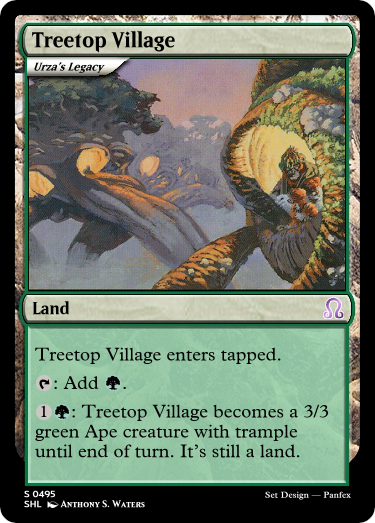 Treetop Village
Urza's Legacy
Land
Treetop Village enters tapped.
: Add .
1 : Treetop Village becomes a 3/3
green Ape creature with trample
until end of turn. It's still a land.
S 0495
SHL Anthony S. Waters
Set Design — Panfex